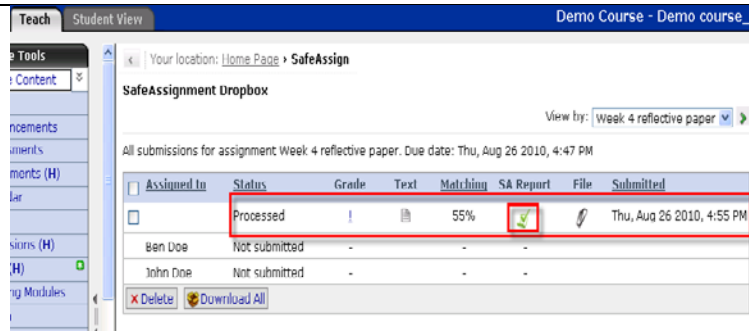 Teach Student View Demo Course - Demo course_
e Tools
Content
Your location: Home Page › SafeAssign
SafeAssignment Dropbox
ncements
View by: Week 4 reflective paper
All submissions for assignment Week 4 reflective paper. Due date: Thu, Aug 26 2010, 4:47 PM
ments (H)
Assigned to Status Grade Text Matching SA Report File Submitted
Processed ! 55% Thu, Aug 26 2010, 4:55 PM
sions (H)
Ben Doe Not submitted - - -
(H)
John Doe Not submitted - - -
ng Modules
Delete Download All